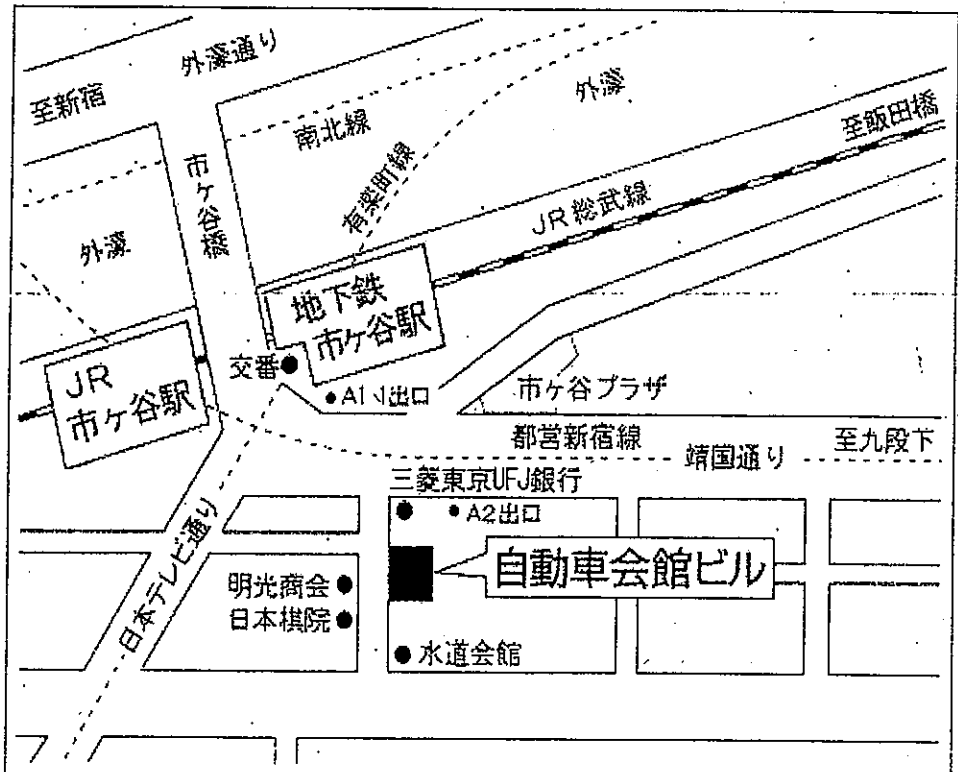 外濠通り
至新宿
南北線
外濠
至飯田橋
市ヶ谷橋
有楽町線
JR総武線
外濠
地下鉄
市ケ谷駅
交番
JR
市ケ谷駅
A1出口
市ヶ谷プラザ
都営新宿線
靖国通り
至九段下
三菱東京UFJ銀行
A2出口
日本テレビ通り
自動車会館ビル
明光商会
日本棋院
水道会館